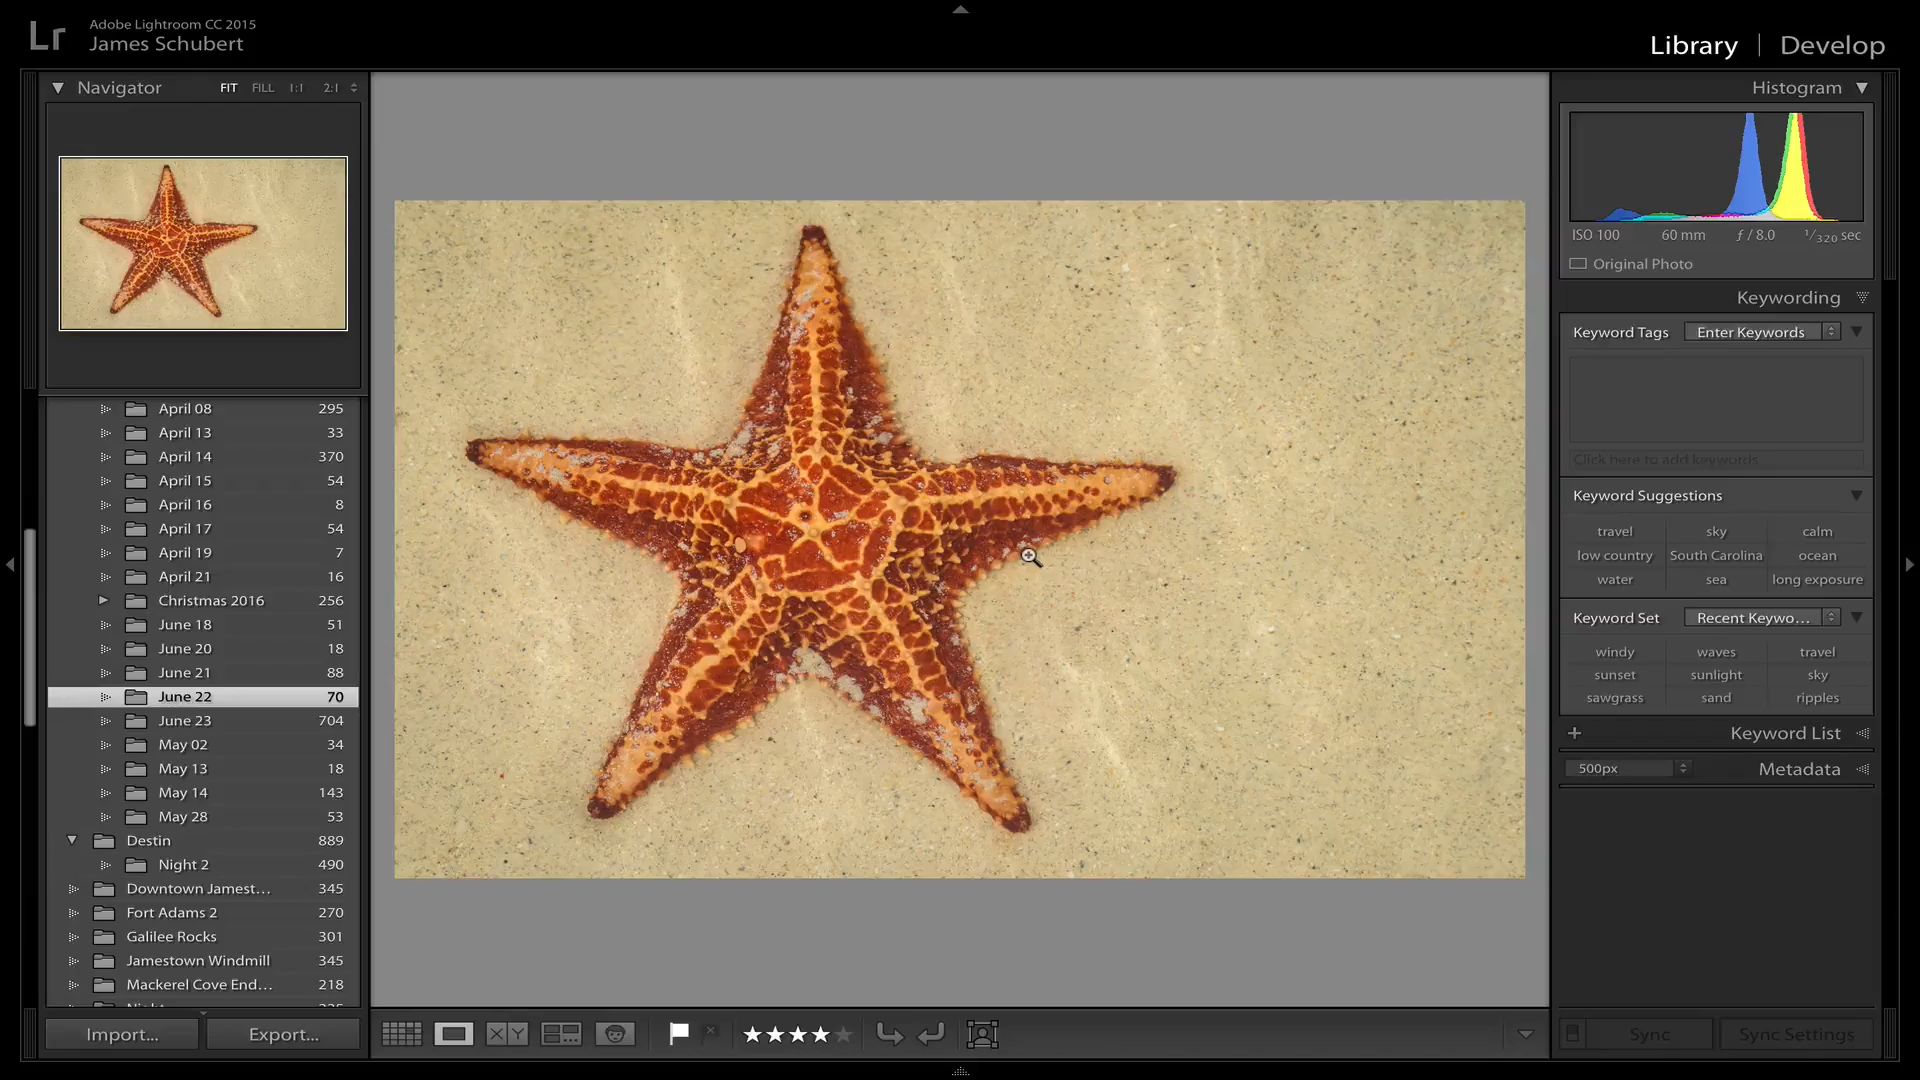 Lr
Adobe Lightroom CC 2015
James Schubert
Library | Develop
Navigator FIT FILL 1:1 2:1
April 08 295
April 13 33
April 14 370
April 15 54
April 16 8
April 17 54
April 19 7
April 21 16
Christmas 2016 256
June 18 51
June 20 18
June 21 88
June 22 70
June 23 704
May 02 34
May 13 18
May 14 143
May 28 53
Destin 889
Night 2 490
Downtown Jamest...  345
Fort Adams 2 270
Galilee Rocks 301
Jamestown Windmill 345
Mackerel Cove End... 218
Import... Export...
X Y
Histogram
ISO 100 60 mm ƒ / 8.0 1/320 sec
Original Photo
Keywording
Keyword Tags Enter Keywords
Click here to add keywords
Keyword Suggestions
travel sky calm
low country South Carolina ocean
water sea long exposure
Keyword Set Recent Keywo...
windy waves travel
sunset sunlight sky
sawgrass sand ripples
+ Keyword List
500px Metadata
Sync Sync Settings